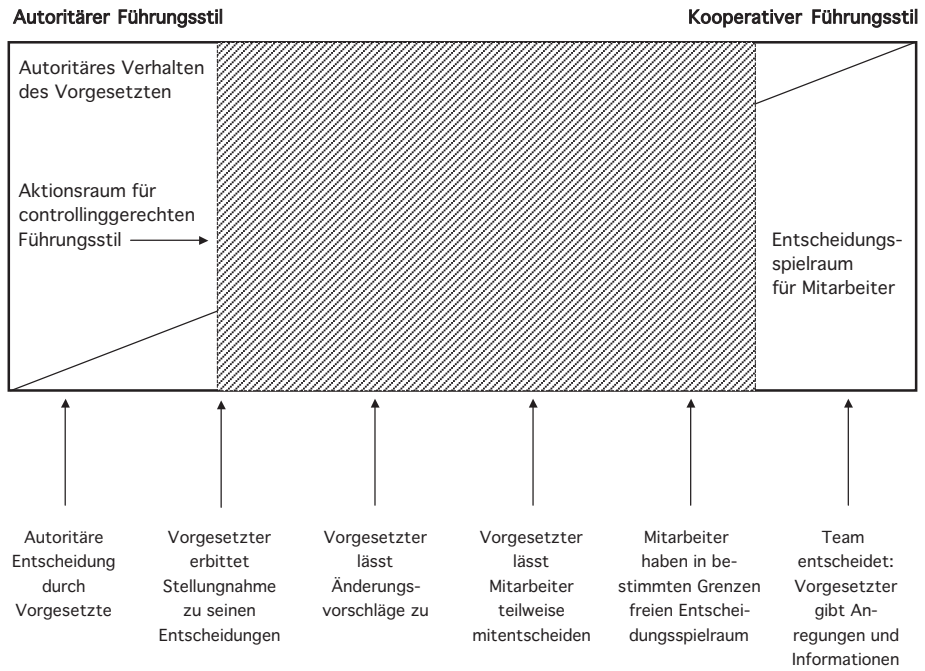 Autoritärer Führungsstil
Kooperativer Führungsstil
Autoritäres Verhalten
des Vorgesetzten
Aktionsraum für
controllinggerechten
Führungsstil
Entscheidungs-
spielraum
für Mitarbeiter
Autoritäre
Entscheidung
durch
Vorgesetzte
Vorgesetzter
erbittet
Stellungnahme
zu seinen
Entscheidungen
Vorgesetzter
lässt
Änderungs-
vorschläge zu
Vorgesetzter
lässt
Mitarbeiter
teilweise
mitentscheiden
Mitarbeiter
haben in be-
stimmten Grenzen
freien Entschei-
dungsspielraum
Team
entscheidet:
Vorgesetzter
gibt An-
regungen und
Informationen